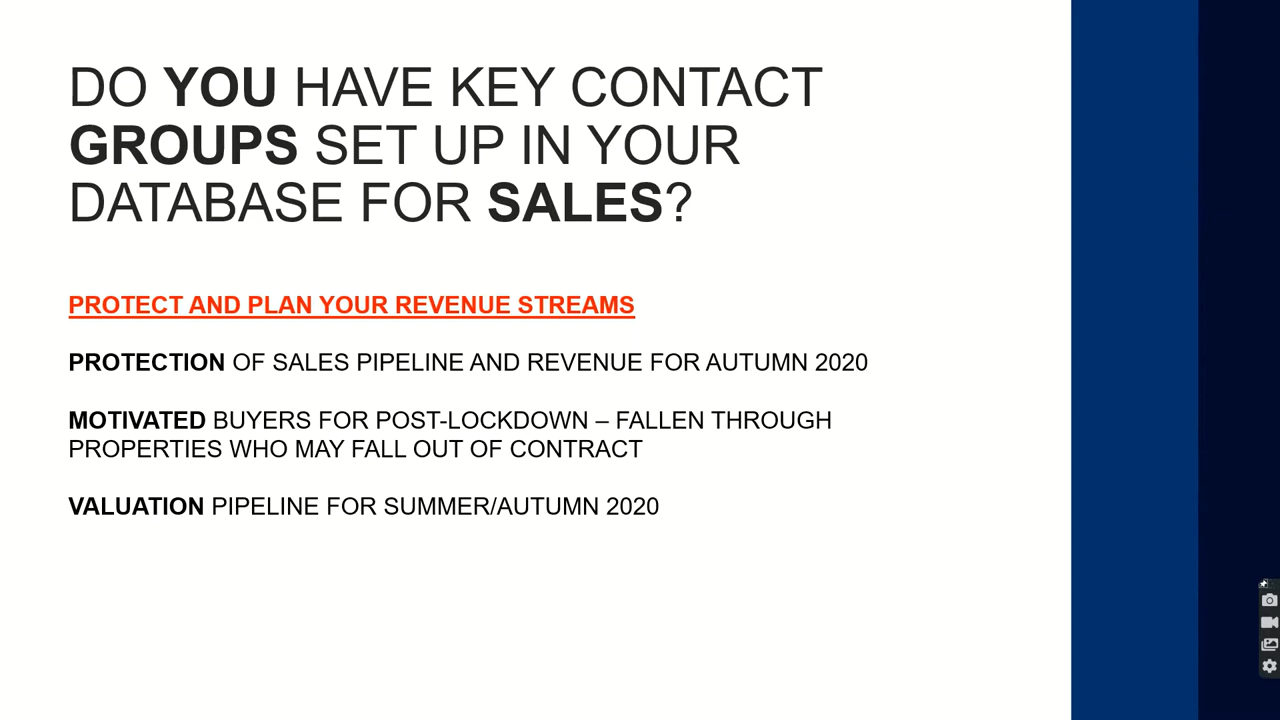 DO YOU HAVE KEY CONTACT
GROUPS SET UP IN YOUR
DATABASE FOR SALES?
PROTECT AND PLAN YOUR REVENUE STREAMS
PROTECTION OF SALES PIPELINE AND REVENUE FOR AUTUMN 2020
MOTIVATED BUYERS FOR POST-LOCKDOWN – FALLEN THROUGH
PROPERTIES WHO MAY FALL OUT OF CONTRACT
VALUATION PIPELINE FOR SUMMER/AUTUMN 2020